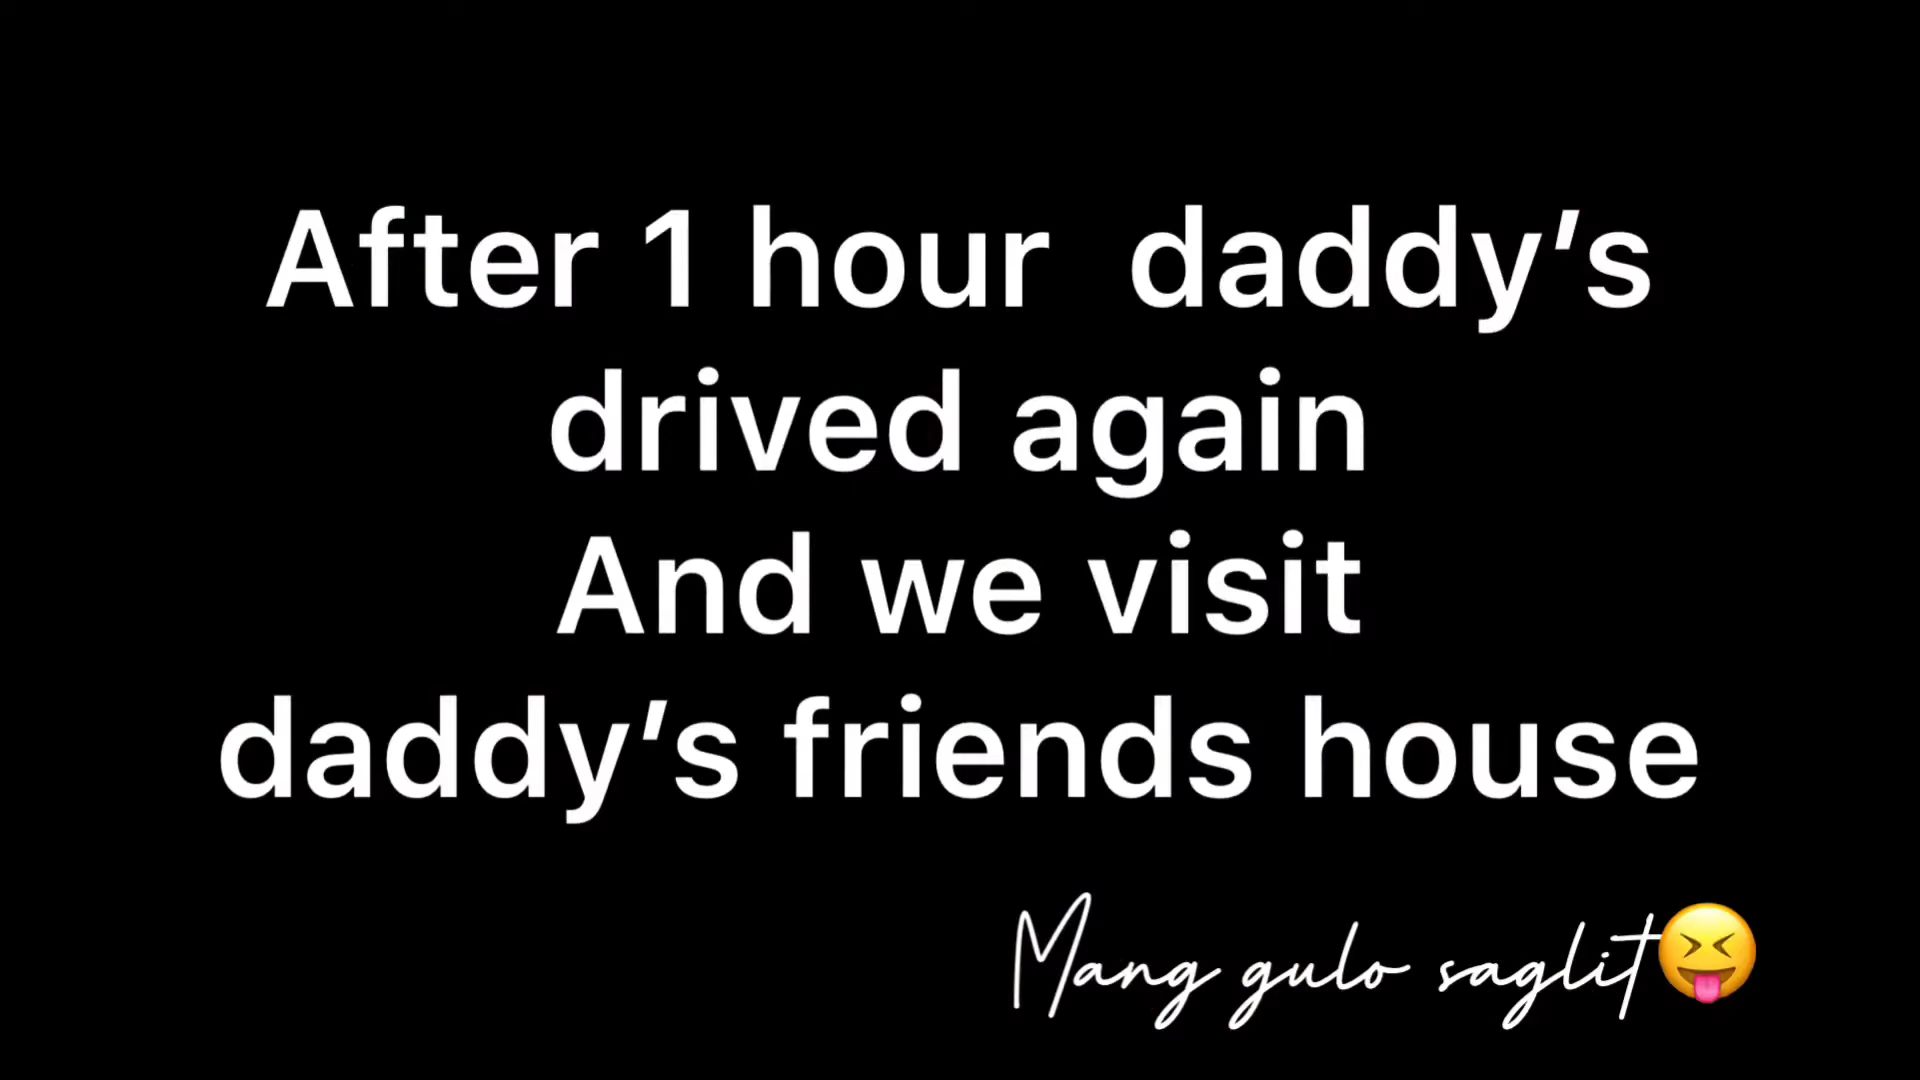 After 1 hour  daddy’s
drived again
And we visit
daddy’s friends house
Mang gulo saglit😝